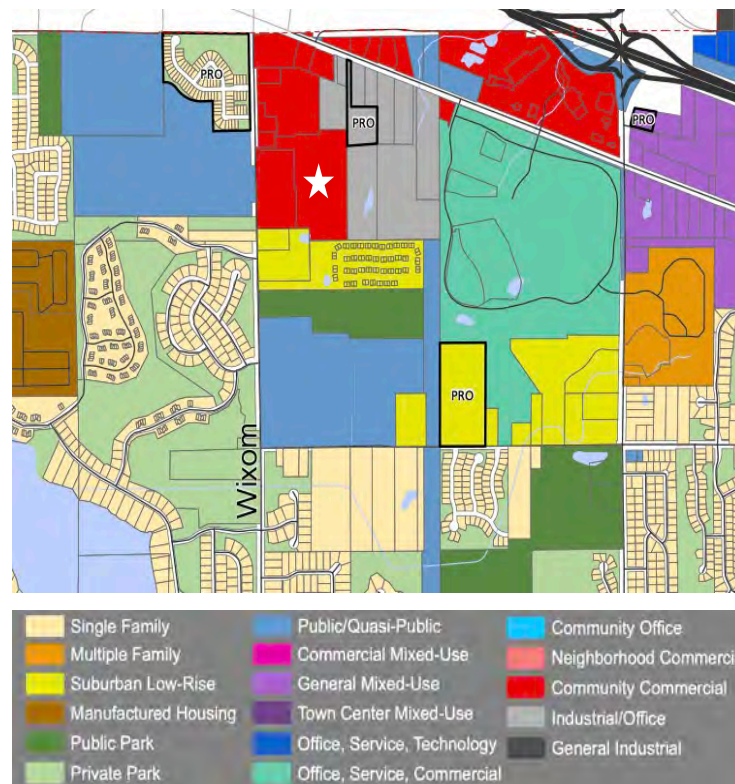 PRO
PRO
PRO
PRO
Wixom
Single Family
Multiple Family
Suburban Low-Rise
Manufactured Housing
Public Park
Private Park
Public/Quasi-Public
Commercial Mixed-Use
General Mixed-Use
Town Center Mixed-Use
Office, Service, Technology
Office, Service, Commercial
Community Office
Neighborhood Commerci
Community Commercial
Industrial/Office
General Industrial